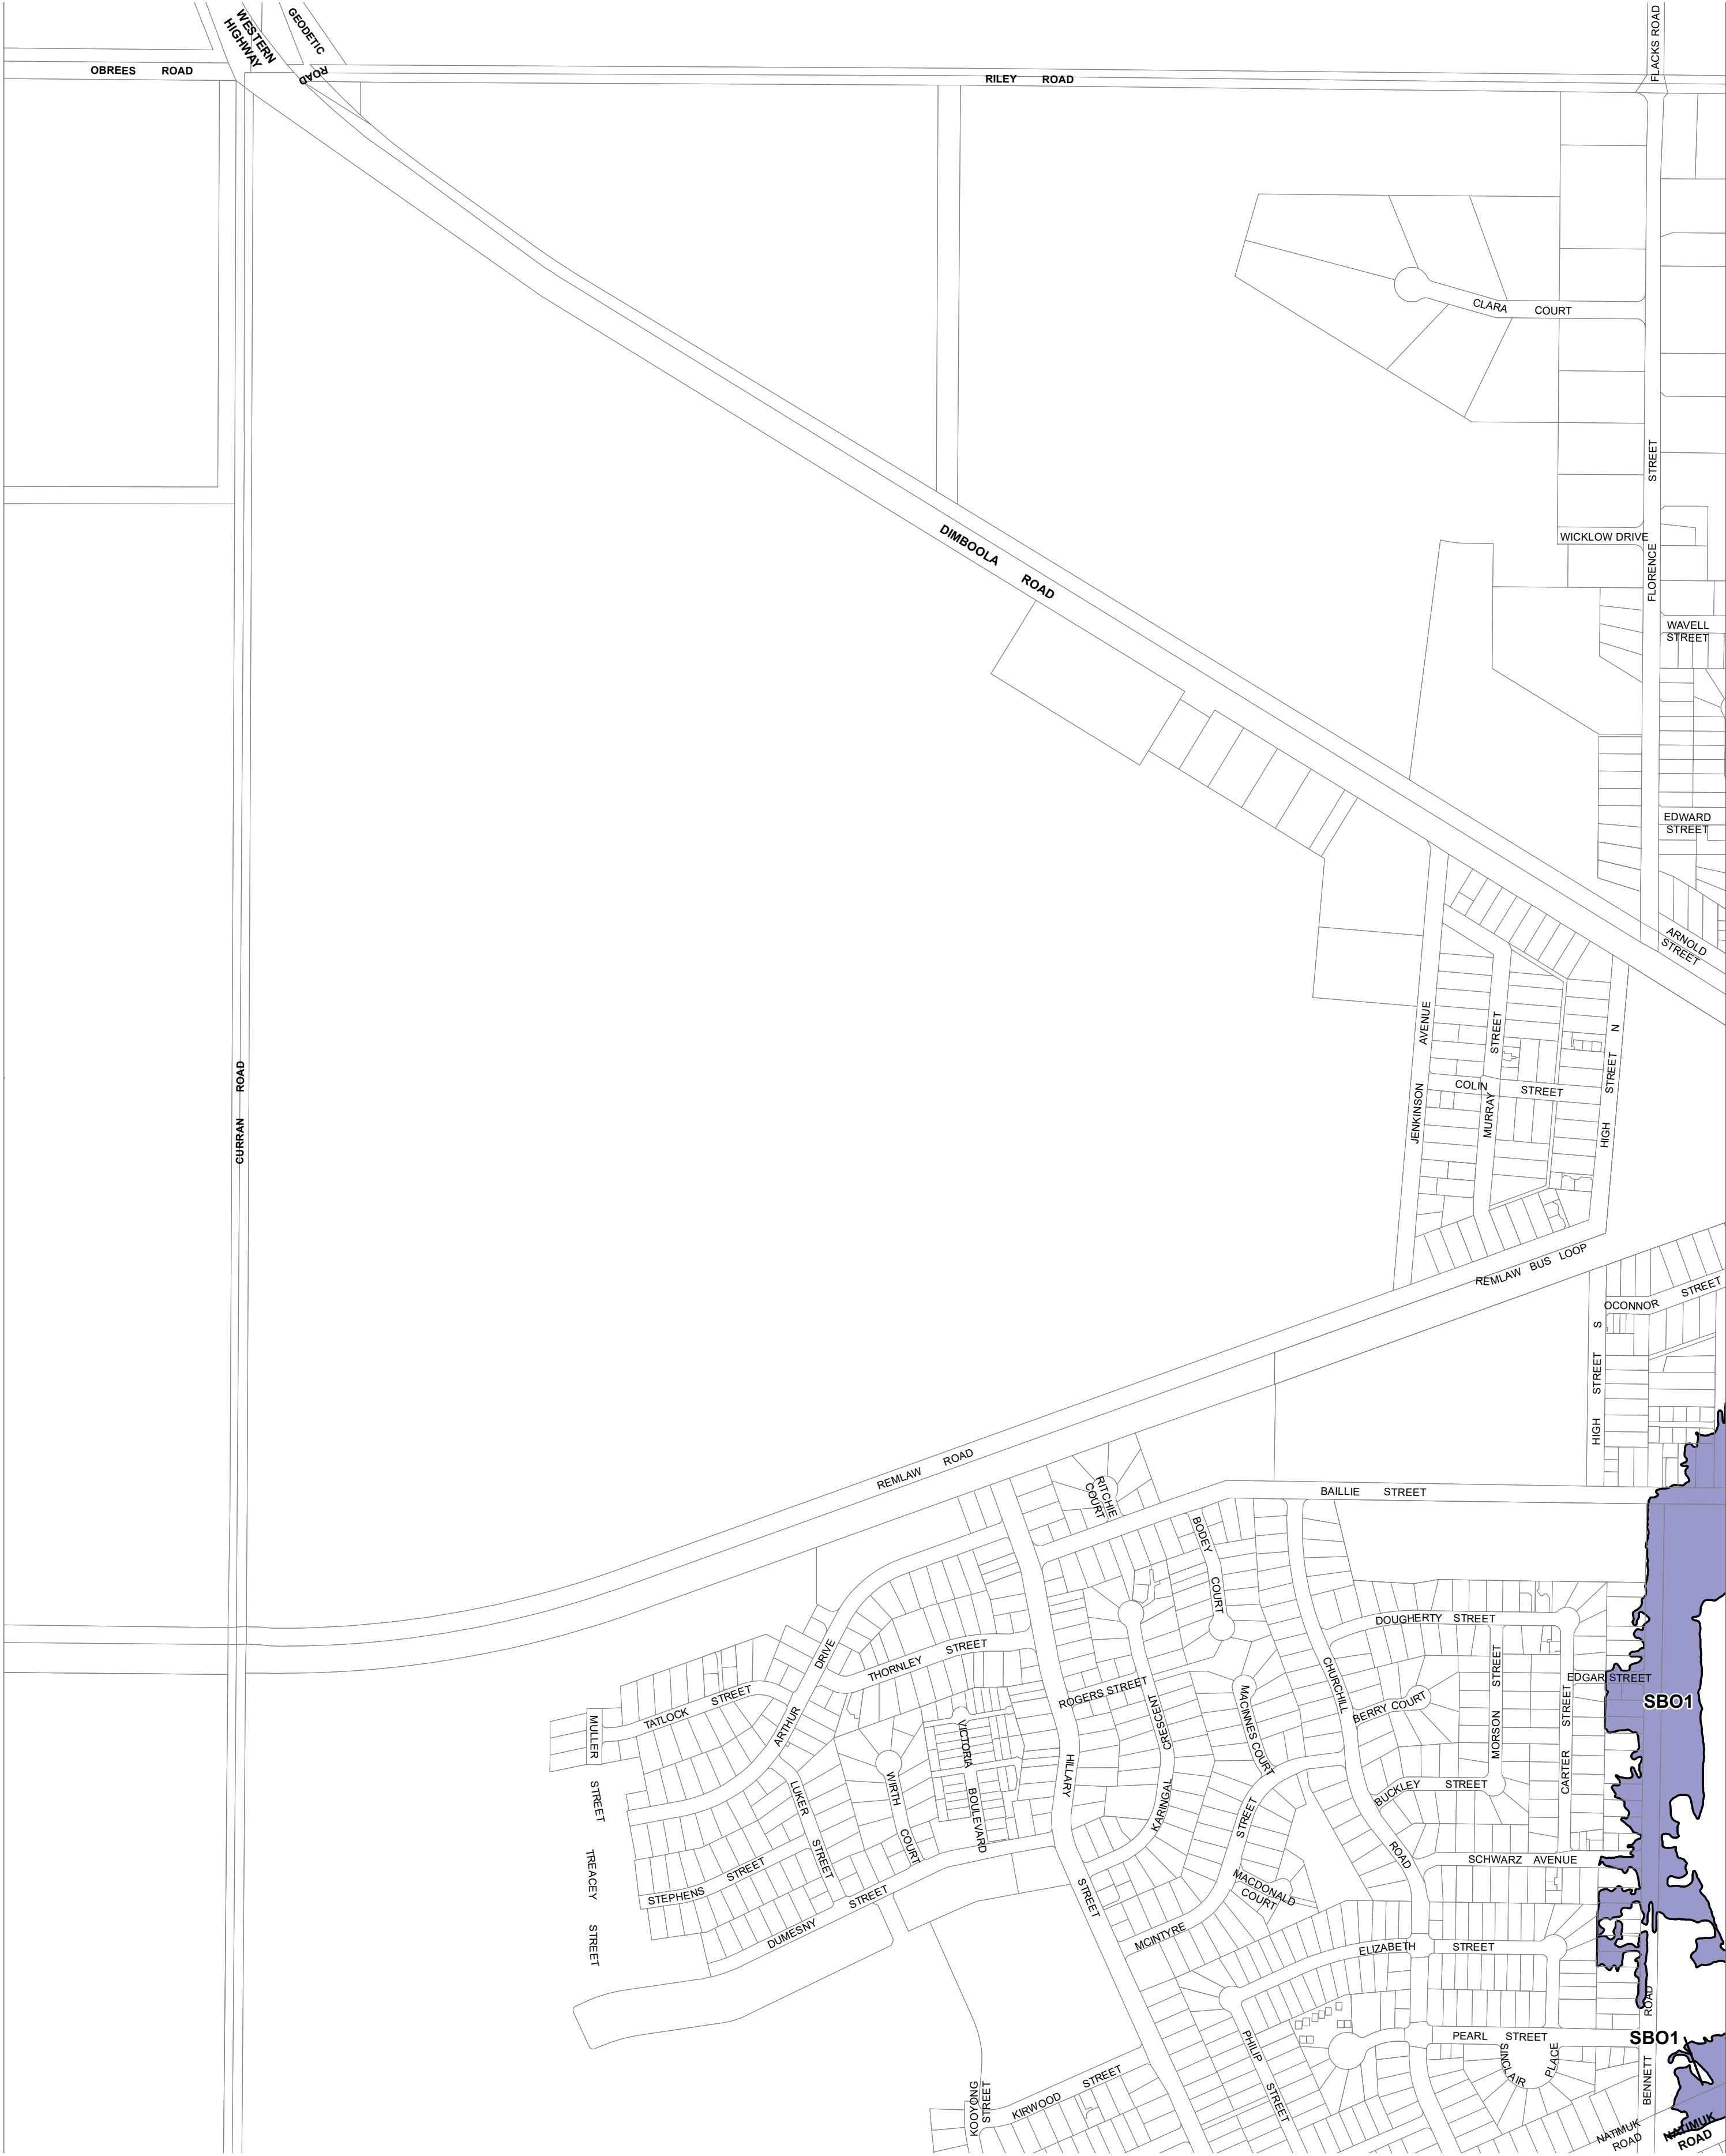 WESTERN
HIGHWAY
GEODETIC
ROAD
FLACKS ROAD
OBREES ROAD
RILEY ROAD
CLARA COURT
FLORENCE STREET
WICKLOW DRIVE
DIMBOOLA ROAD
WAVELL
STREET
EDWARD
STREET
ARNOLD
STREET
CURRAN ROAD
JENKINSON AVENUE
MURRAY STREET
COLIN STREET
HIGH STREET N
REMLAW BUS LOOP
OCONNOR STREET
HIGH STREET S
REMLAW ROAD
RITCHIE
COURT
BAILLIE STREET
BODEY COURT
DOUGHERTY STREET
ARTHUR DRIVE
THORNLEY STREET
TATLOCK STREET
MULLER STREET
TREACEY STREET
ROGERS STREET
KARINGAL CRESCENT
MACINNES COURT
CHURCHILL ROAD
BERRY COURT
MORSON STREET
EDGAR STREET
CARTER STREET
SBO1
VICTORIA BOULEVARD
WIRTH COURT
LUKER STREET
HILLARY STREET
BUCKLEY STREET
SCHWARZ AVENUE
STEPHENS STREET
DUMESNY STREET
MACDONALD
COURT
MCINTYRE STREET
ELIZABETH STREET
PEARL STREET
SINCLAIR PLACE
BENNETT ROAD
SBO1
PHILIP STREET
KOOYONG
STREET
KIRWOOD STREET
NATIMUK
ROAD
NATIMUK
ROAD